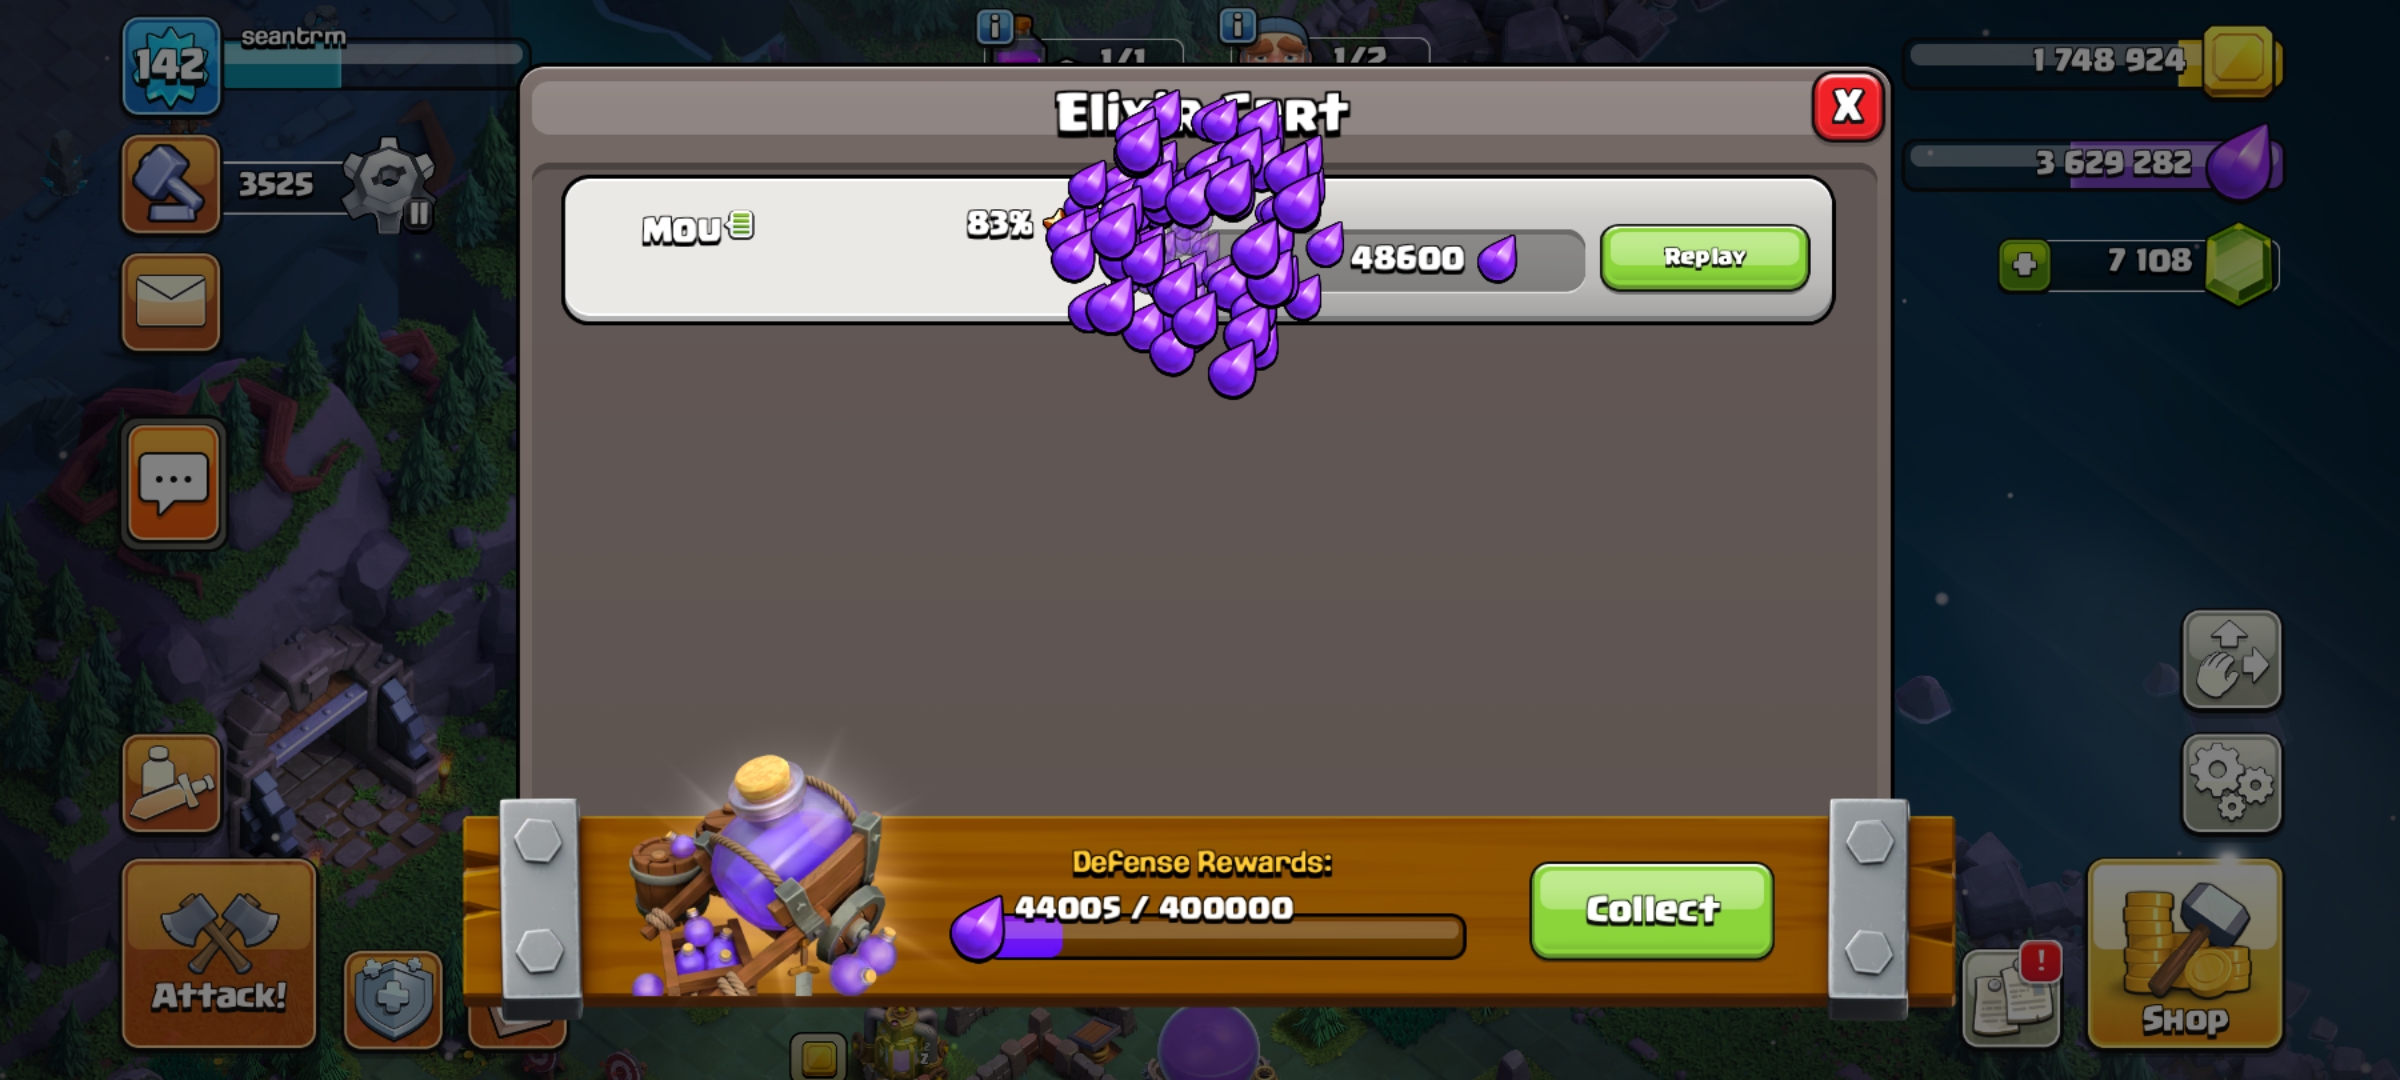 142
seantrm
1/1
1/2
1 748 924
3525
3 629 282
7 108
X
Mou
83%
48600
Replay
Defense Rewards:
44005 / 400000
Collect
Attack!
!
Shop